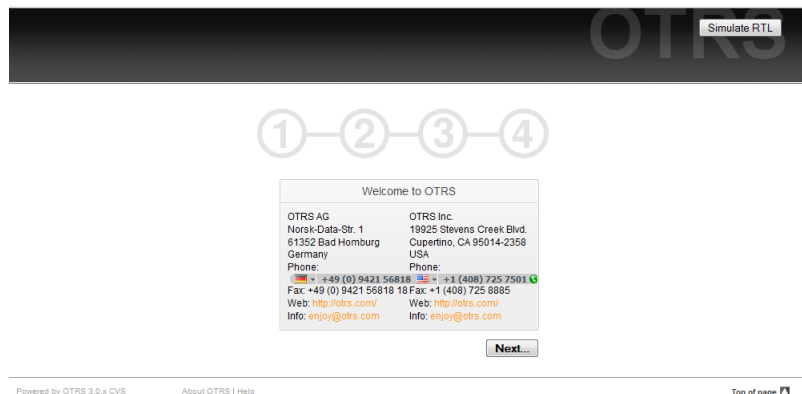 OTRS
Simulate RTL
1 2 3 4
Welcome to OTRS
OTRS AG
Norsk-Data-Str. 1
61352 Bad Homburg
Germany
Phone:
+49 (0) 9421 56818
Fax: +49 (0) 9421 56818 18
Web: http://otrs.com/
Info: enjoy@otrs.com
OTRS Inc.
19925 Stevens Creek Blvd.
Cupertino, CA 95014-2358
USA
Phone:
+1 (408) 725 7501
Fax: +1 (408) 725 8885
Web: http://otrs.com/
Info: enjoy@otrs.com
Next...
Powered by OTRS 3.0.x CVS
About OTRS | Help
Top of page